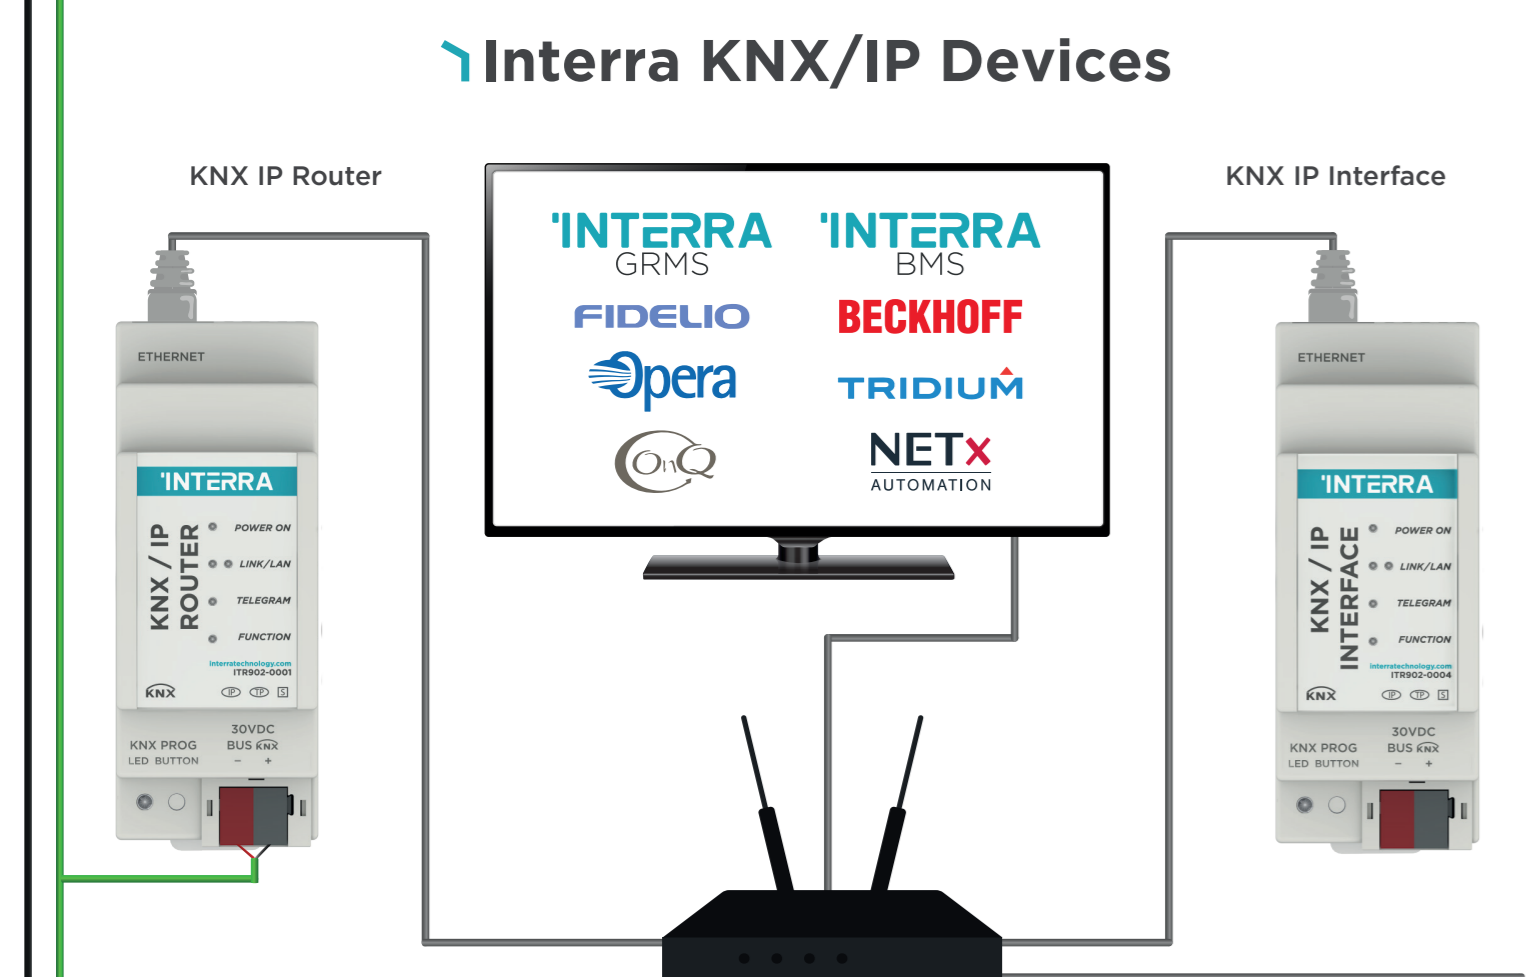 Interra KNX/IP Devices
KNX IP Router
KNX IP Interface
INTERRA
GRMS
INTERRA
BMS
FIDELIO
BECKHOFF
Opera
TRIDIUM
OnQ
NETx
AUTOMATION
ETHERNET
INTERRA
KNX / IP
ROUTER
POWER ON
LINK/LAN
TELEGRAM
FUNCTION
interratechnology.com
ITR902-0001
KNX
IP TP S
30VDC
KNX PROG
BUS KNX
LED BUTTON
- +
ETHERNET
INTERRA
KNX / IP
INTERFACE
POWER ON
LINK/LAN
TELEGRAM
FUNCTION
interratechnology.com
ITR902-0004
KNX
IP TP S
30VDC
KNX PROG
BUS KNX
LED BUTTON
- +